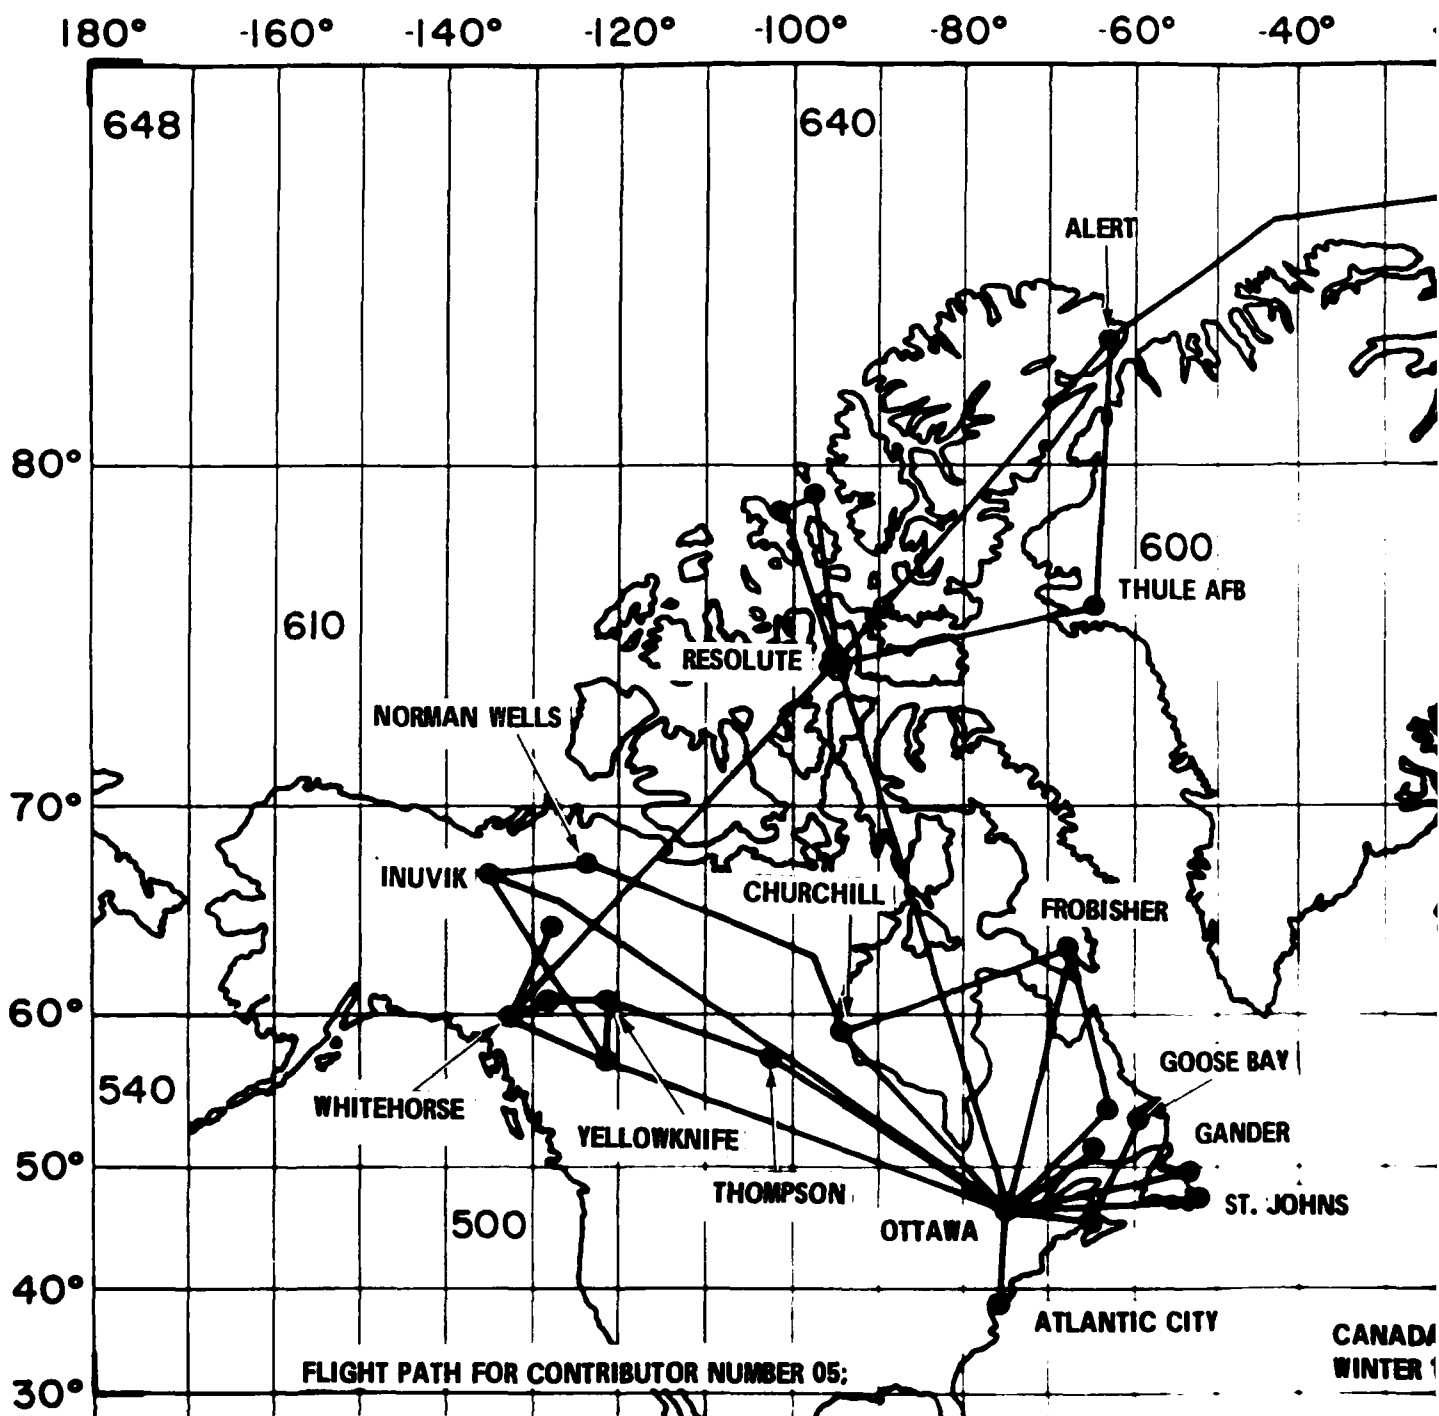 180° -160° -140° -120° -100° -80° -60° -40°
648
640
ALERT
80°
600
THULE AFB
610
RESOLUTE
NORMAN WELLS
70°
INUVIK
CHURCHILL
FROBISHER
60°
GOOSE BAY
540
WHITEHORSE
GANDER
YELLOWKNIFE
50°
THOMPSON
ST. JOHNS
500
OTTAWA
40°
ATLANTIC CITY
CANADA
FLIGHT PATH FOR CONTRIBUTOR NUMBER 05;
WINTER
30°